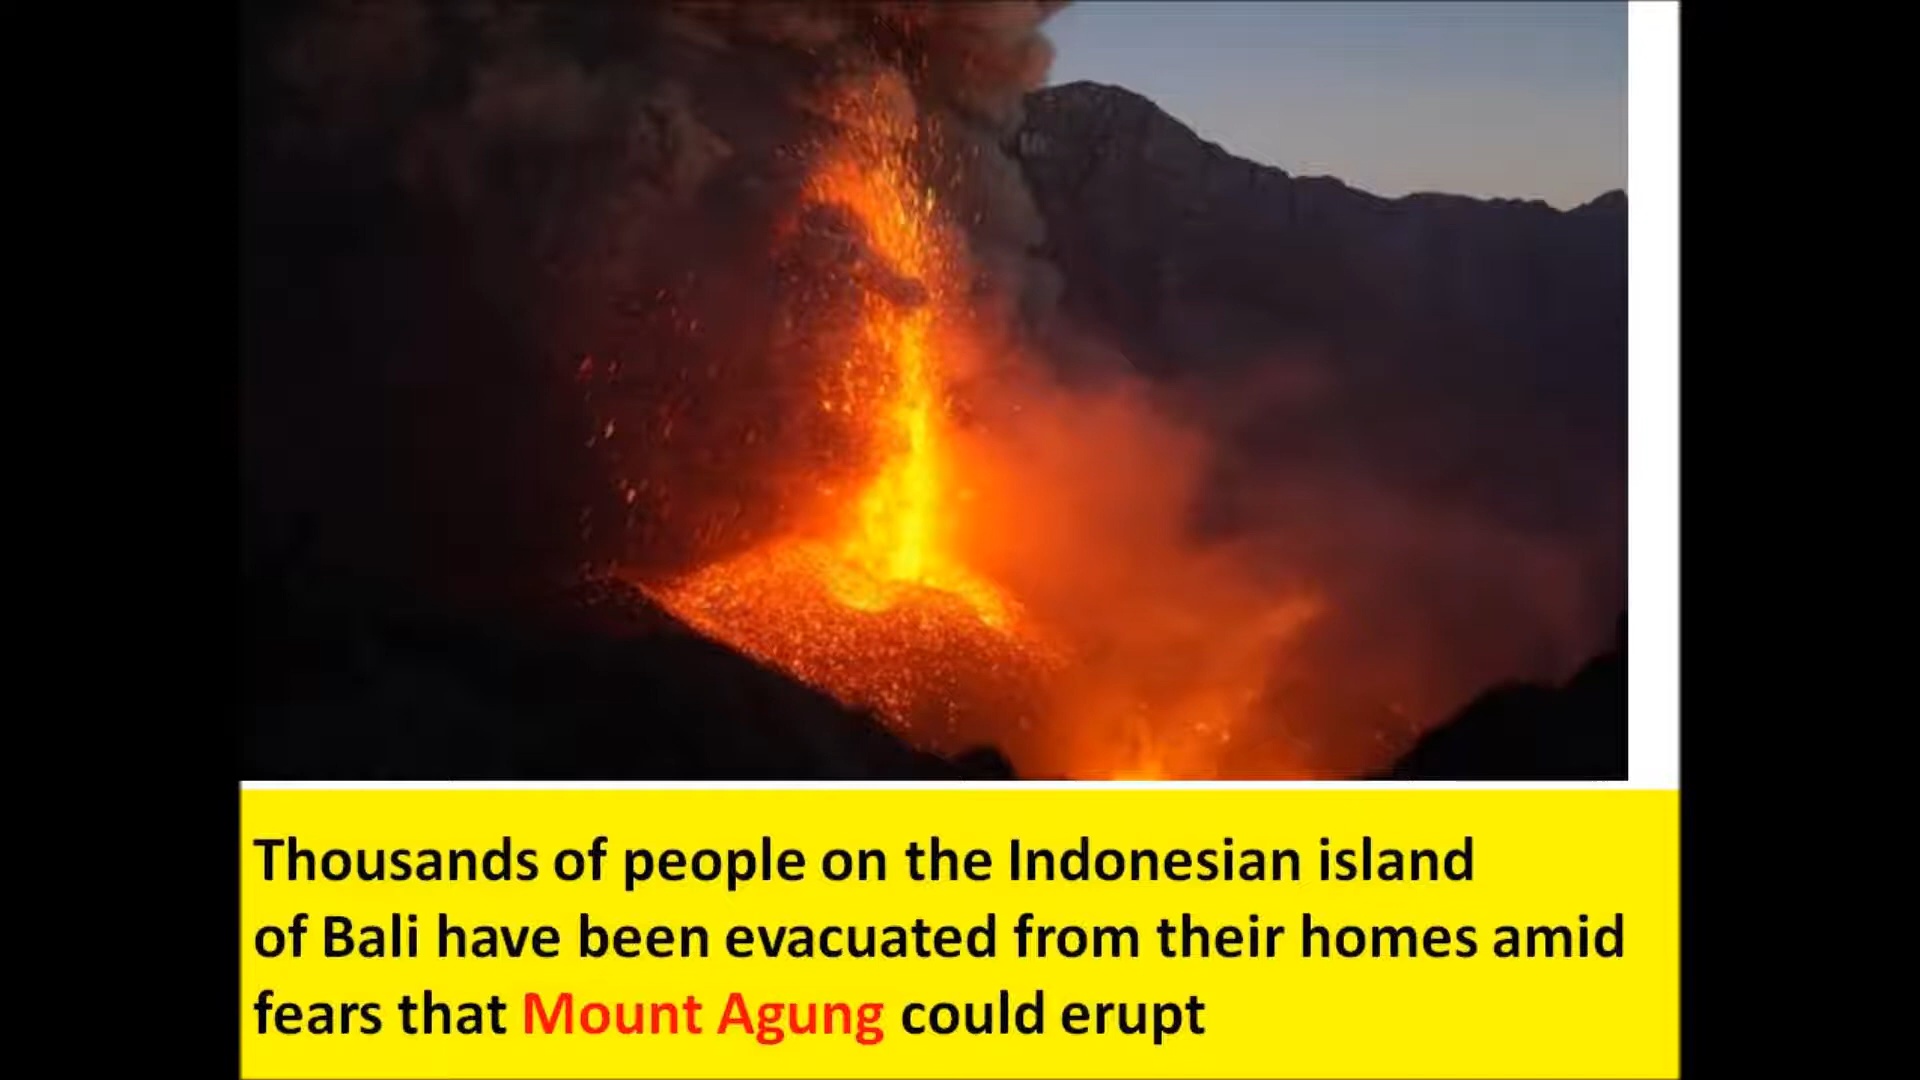 Thousands of people on the Indonesian island
of Bali have been evacuated from their homes amid
fears that Mount Agung could erupt